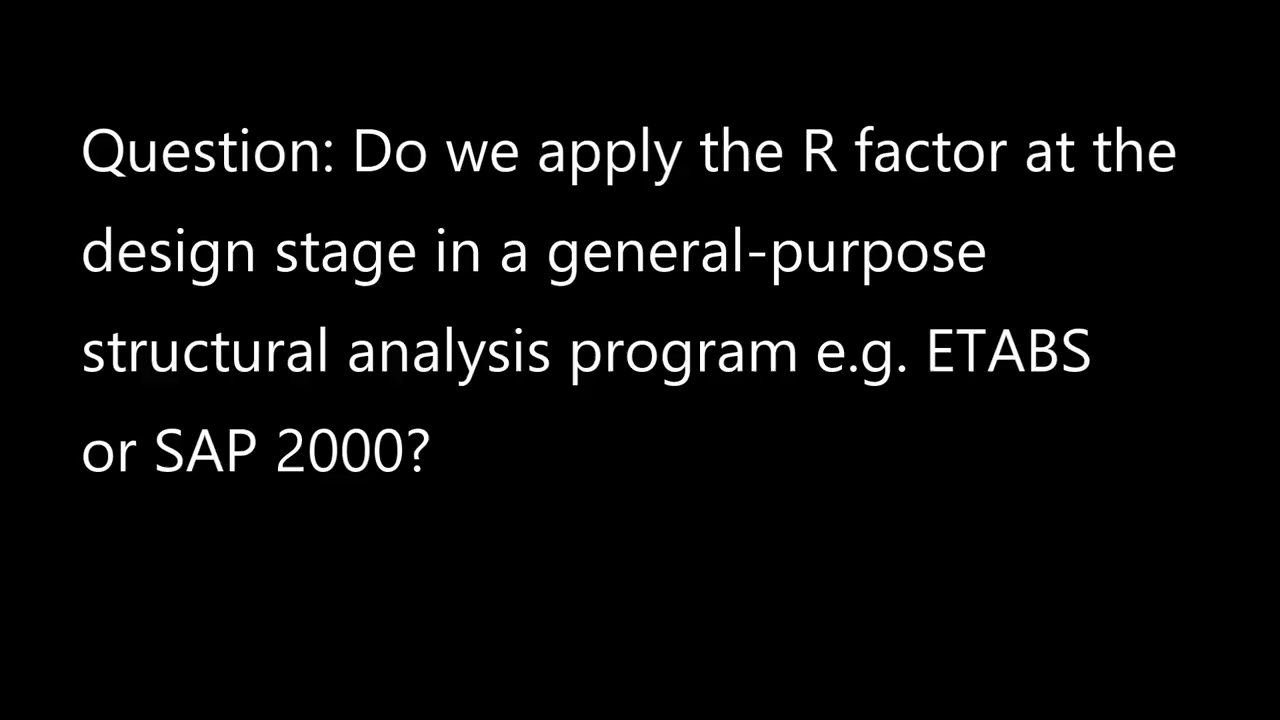 Question: Do we apply the R factor at the
design stage in a general-purpose
structural analysis program e.g. ETABS
or SAP 2000?